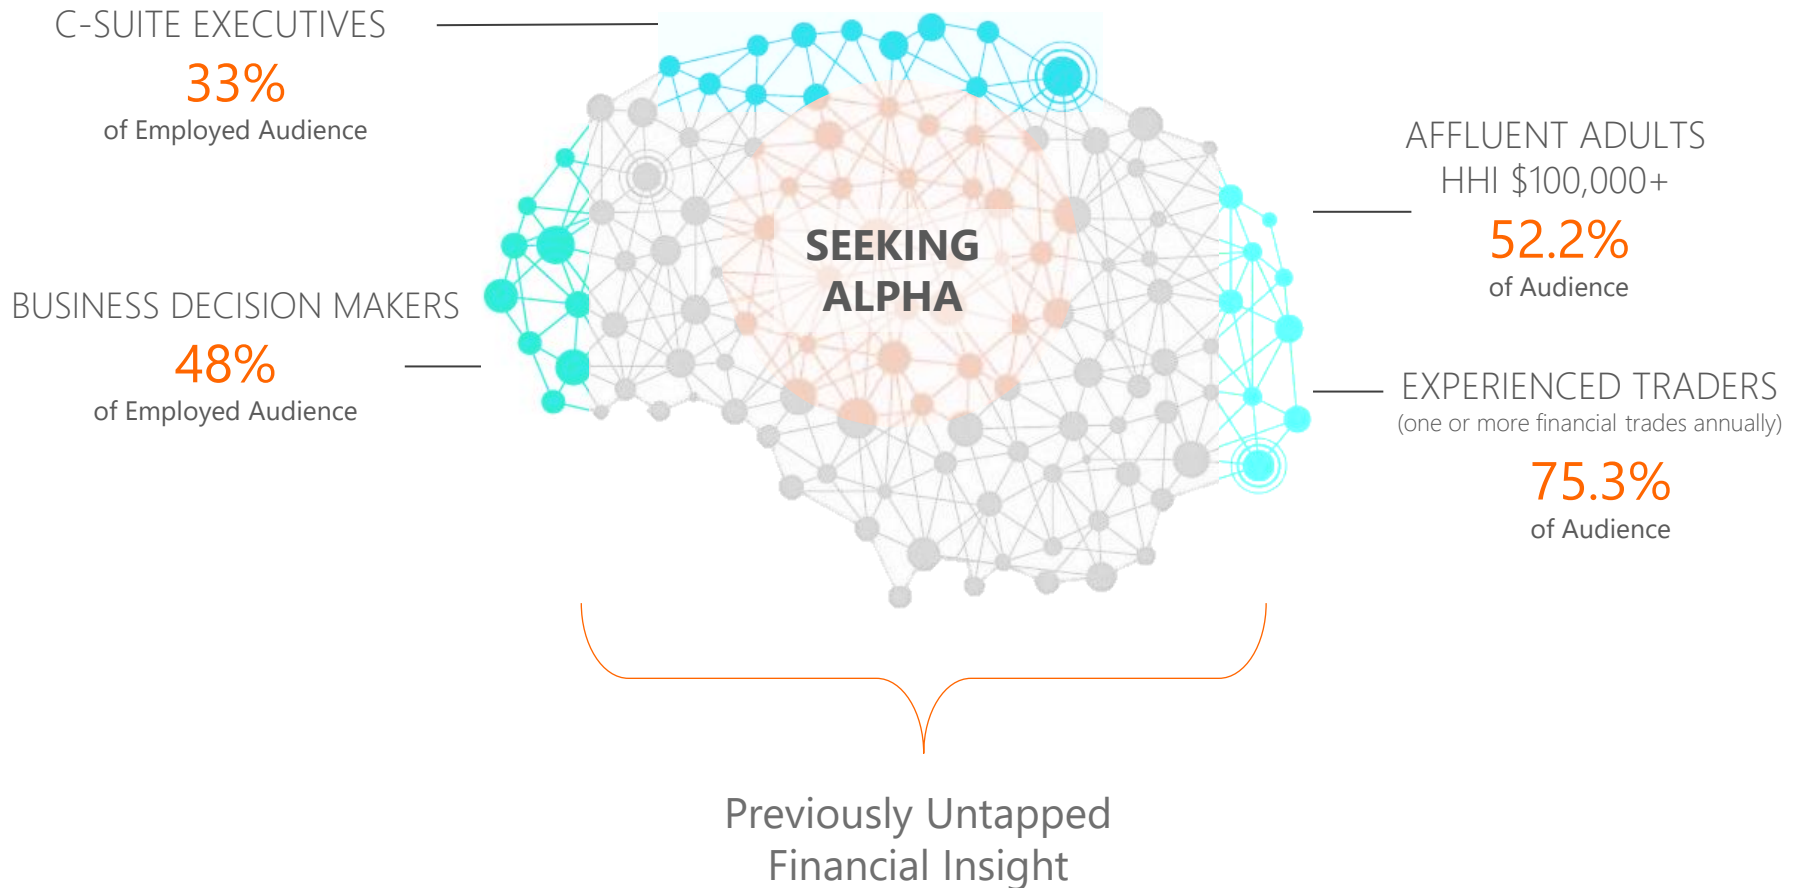 C-SUITE EXECUTIVES
33%
of Employed Audience
BUSINESS DECISION MAKERS
48%
of Employed Audience
SEEKING
ALPHA
AFFLUENT ADULTS
HHI $100,000+
52.2%
of Audience
EXPERIENCED TRADERS
(one or more financial trades annually)
75.3%
of Audience
Previously Untapped
Financial Insight